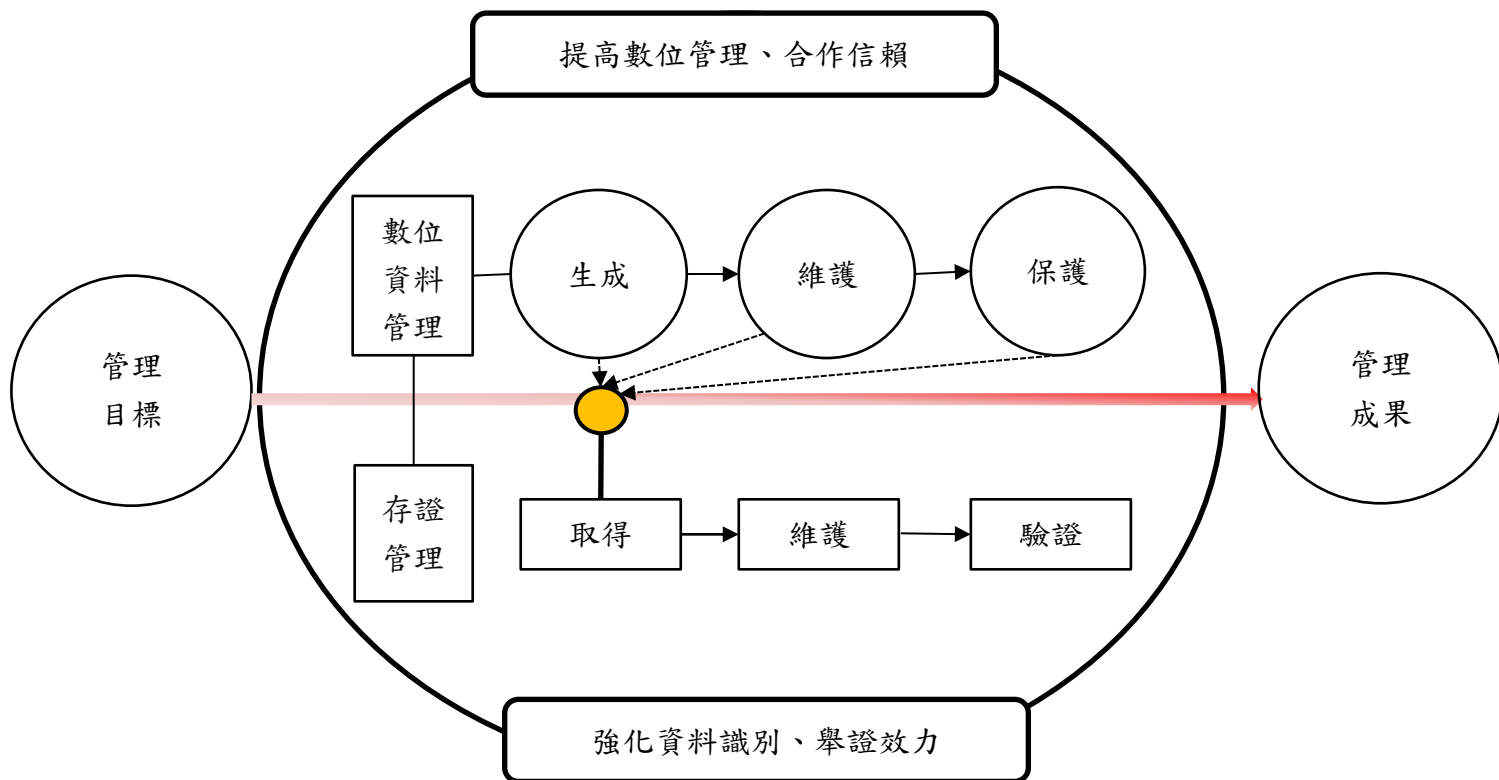 提高數位管理、合作信賴
數位
資料
管理
生成
維護
保護
管理
目標
管理
成果
存證
管理
取得
維護
驗證
強化資料識別、舉證效力